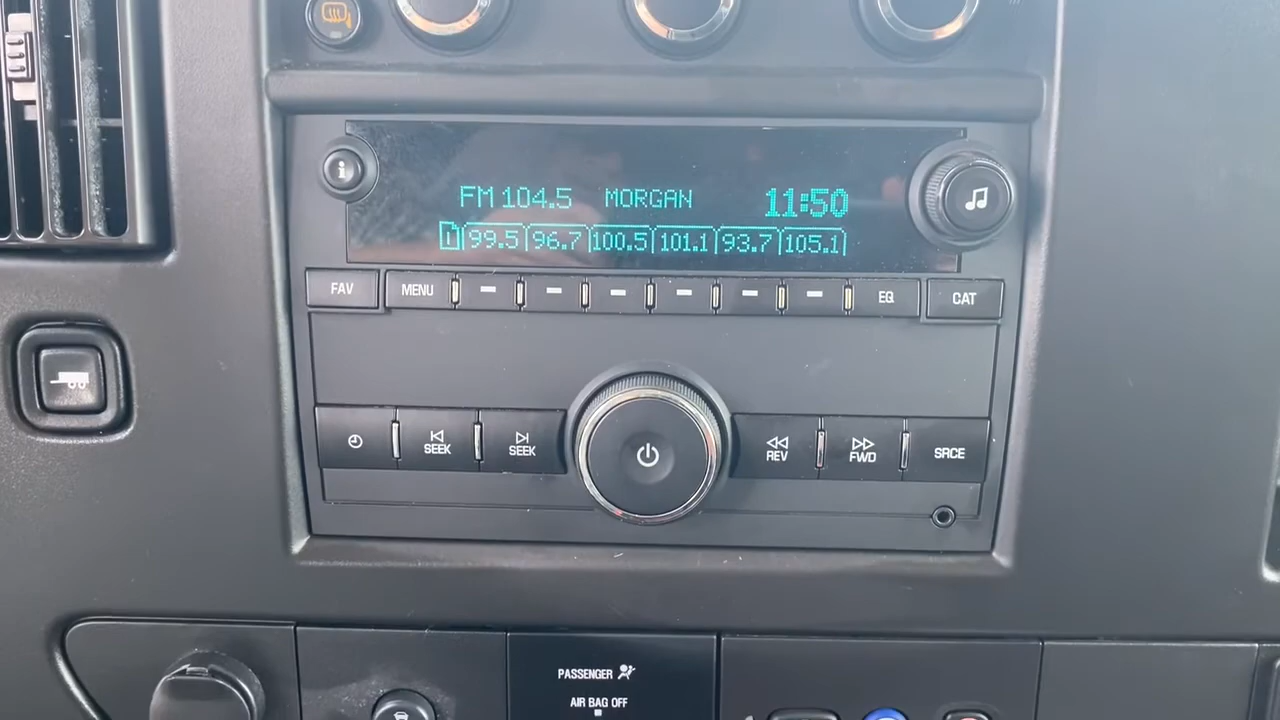 i
FM 104.5 MORGAN 11:50
1 99.5 96.7 100.5 101.1 93.7 105.1
FAV MENU EQ CAT
SEEK SEEK REV FWD SRCE
PASSENGER
AIR BAG OFF